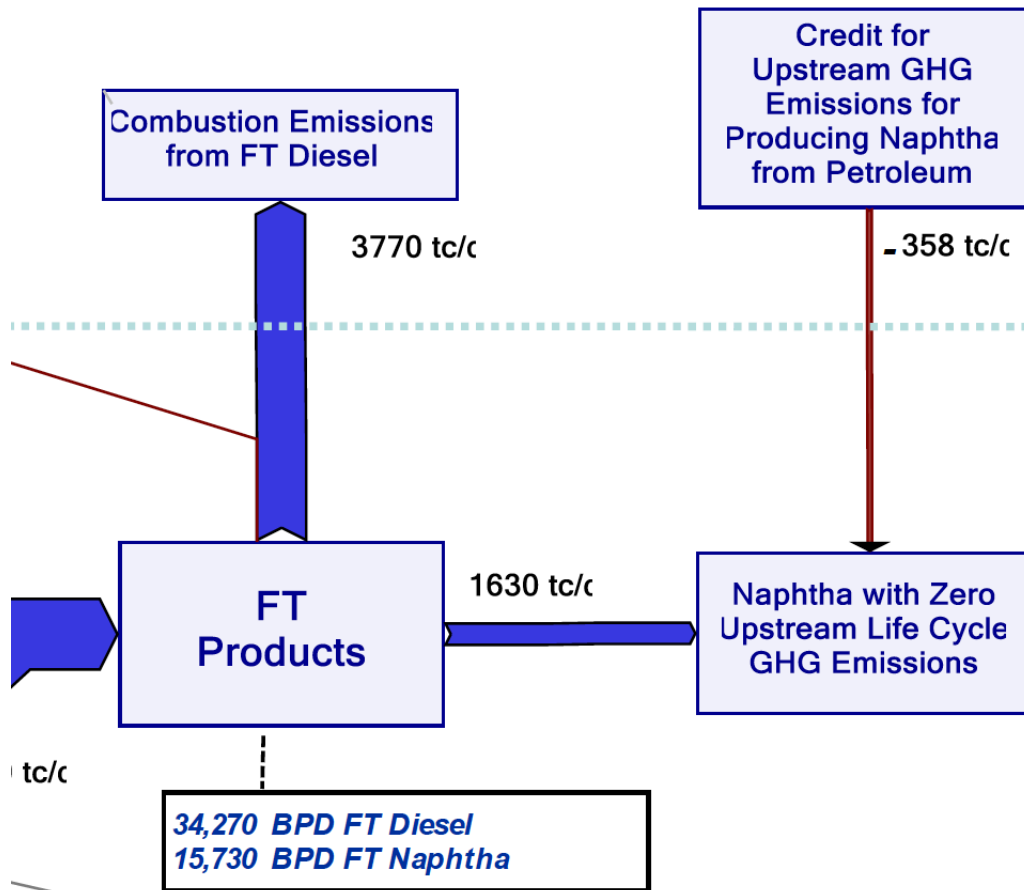 Credit for
Upstream GHG
Emissions for
Producing Naphtha
from Petroleum
Combustion Emissions
from FT Diesel
3770 tc/
- 358 tc/
1630 tc/
FT
Products
Naphtha with Zero
Upstream Life Cycle
GHG Emissions
tc/
34,270 BPD FT Diesel
15,730 BPD FT Naphtha